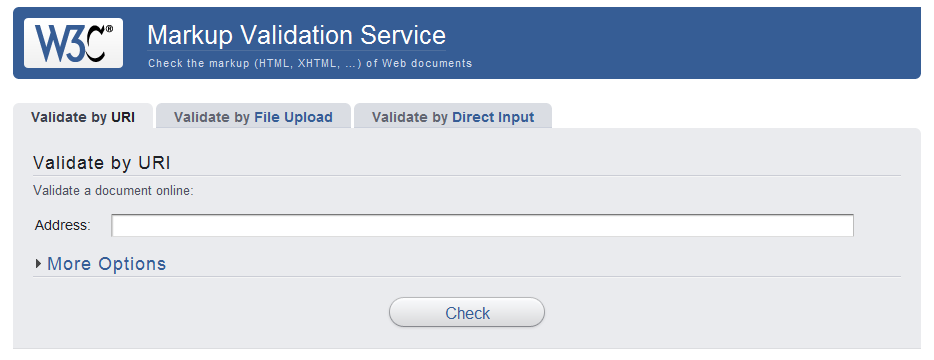 W3C® Markup Validation Service
Check the markup (HTML, XHTML, …) of Web documents
Validate by URI Validate by File Upload Validate by Direct Input
Validate by URI
Validate a document online:
Address:
More Options
Check